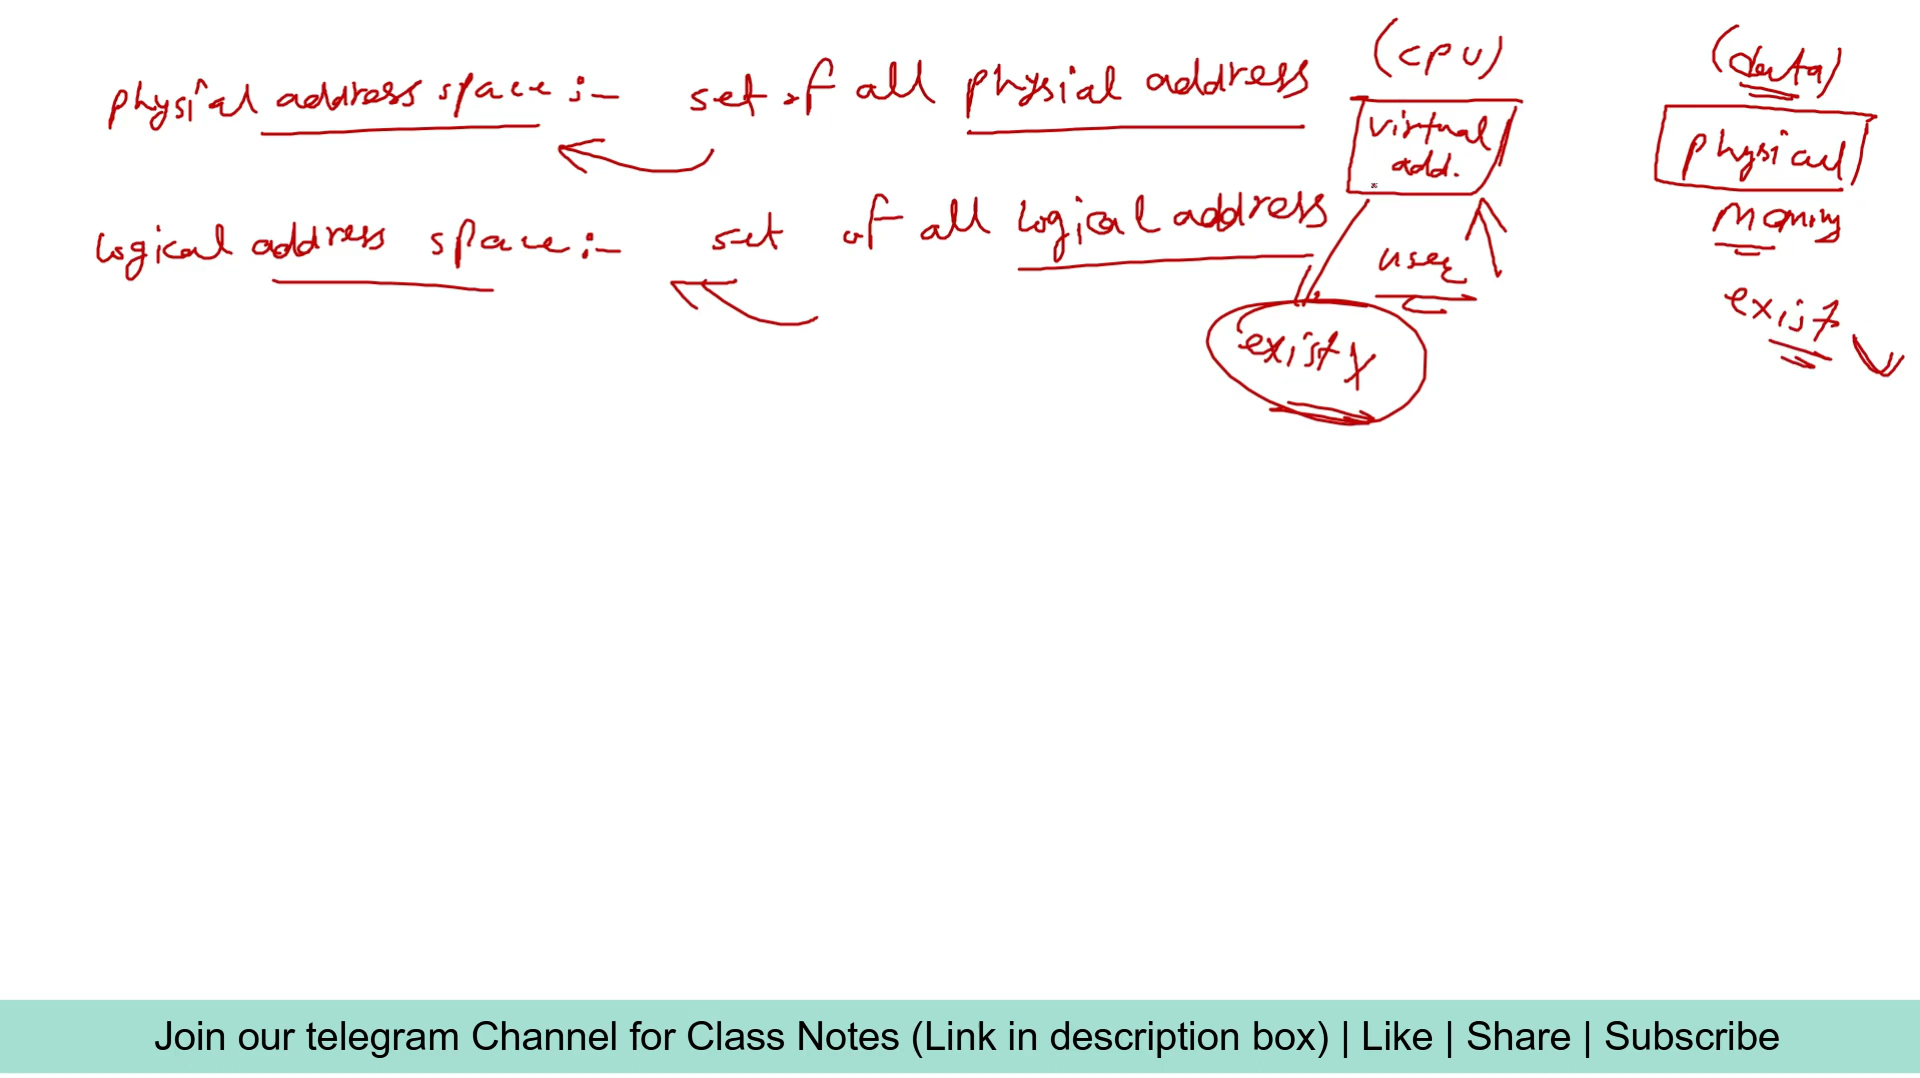 physial address space :- set of all physial address
logical address space :- set of all logical address
(CPU)
virtual
add.
user
exist X
(data)
physical
Memory
exist ✓
Join our telegram Channel for Class Notes (Link in description box) | Like | Share | Subscribe